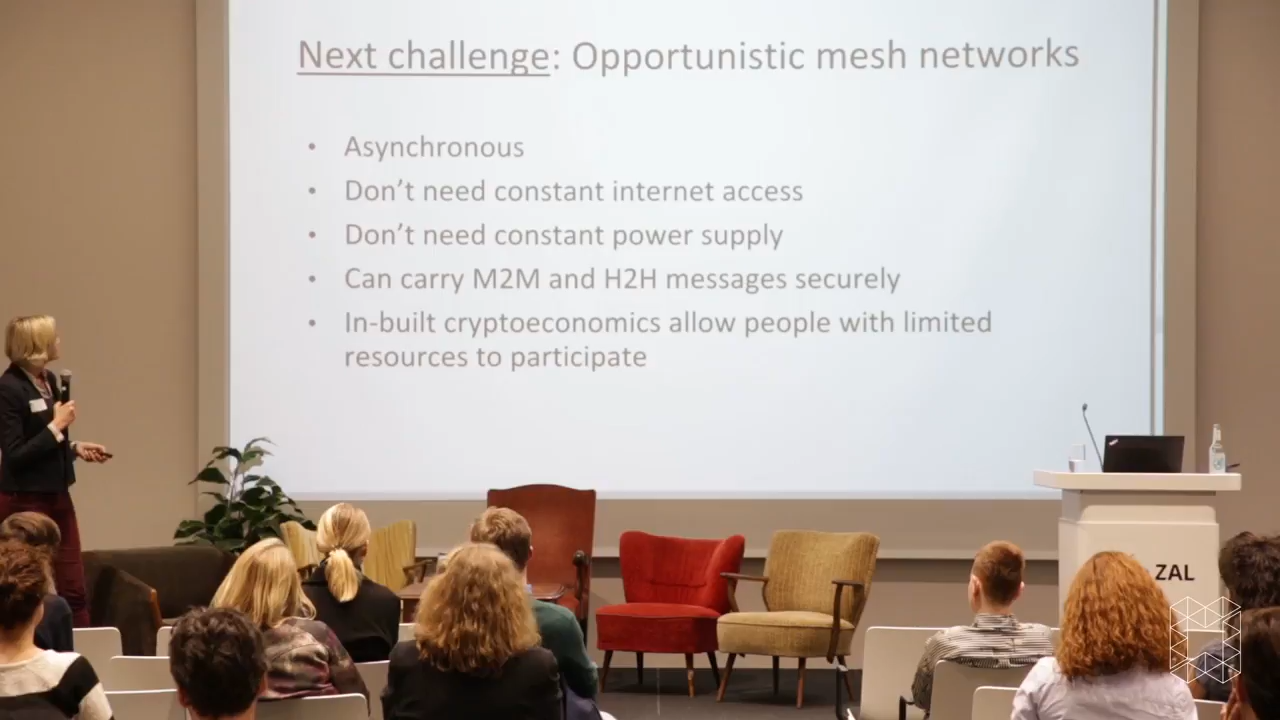 Next challenge: Opportunistic mesh networks
• Asynchronous
• Don’t need constant internet access
• Don’t need constant power supply
• Can carry M2M and H2H messages securely
• In-built cryptoeconomics allow people with limited
resources to participate
ZAL